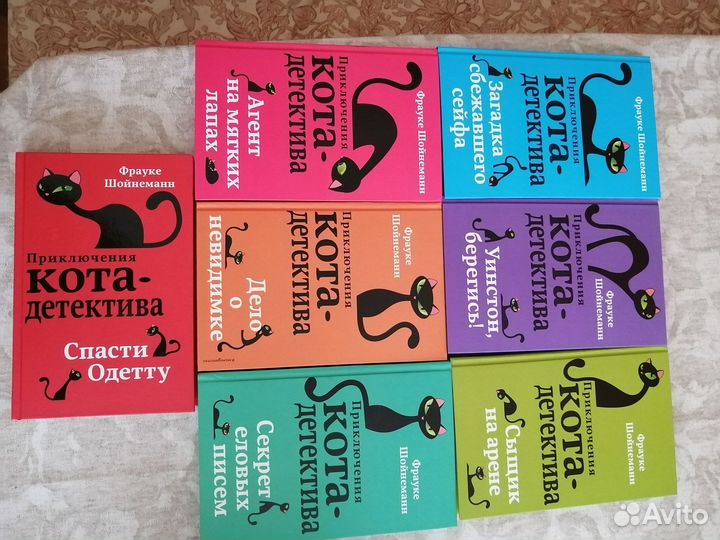 Фрауке
Шойнеманн
Приключения
кота-
детектива
Спасти
Одетту
Фрауке Шойнеманн
Приключения
кота-
детектива
Агент
на мягких
лапах
Фрауке Шойнеманн
Приключения
кота-
детектива
Загадка
сбежавшего
сейфа
Фрауке
Шойнеманн
Приключения
кота-
детектива
Дело
о
невидимке
Фрауке
Шойнеманн
Приключения
кота-
детектива
Уинстон,
берегись!
Фрауке
Шойнеманн
Приключения
кота-
детектива
Секрет
еловых
писем
Фрауке
Шойнеманн
Приключения
кота-
детектива
Сыщик
на арене
Avito